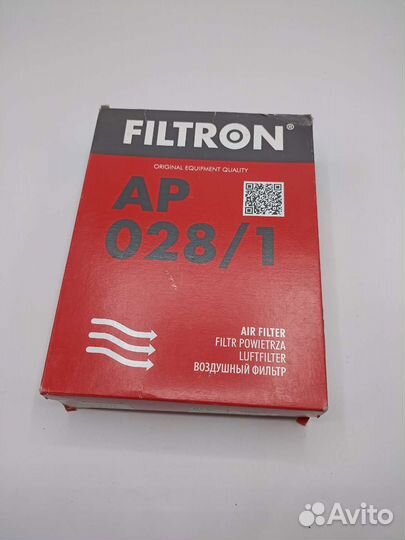 FILTRON®
ORIGINAL EQUIPMENT QUALITY
AP
028/1
AIR FILTER
FILTR POWIETRZA
LUFTFILTER
ВОЗДУШНЫЙ ФИЛЬТР
Avito